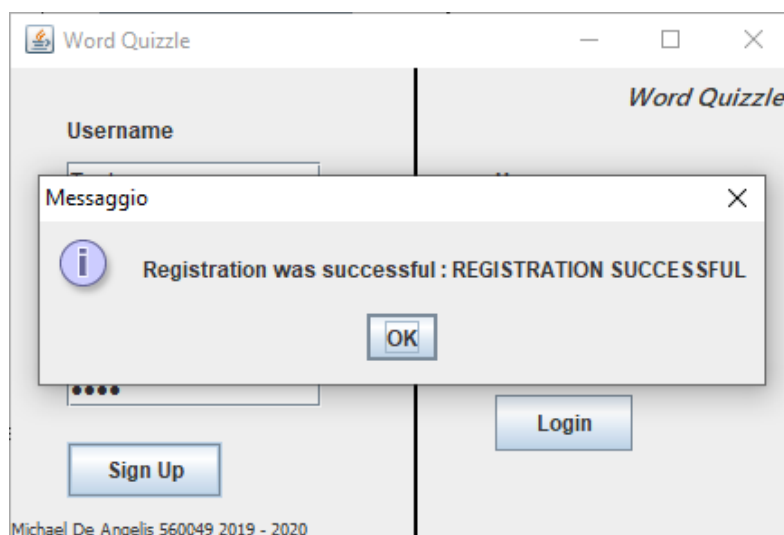 Word Quizzle
Word Quizzle
Username
Messaggio
Registration was successful : REGISTRATION SUCCESSFUL
OK
Login
Sign Up
Michael De Angelis 560049 2019 - 2020